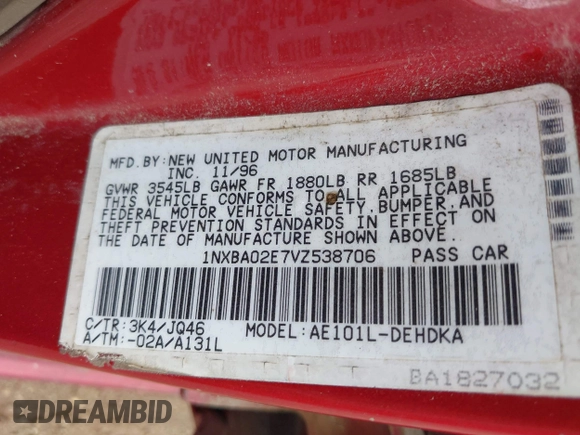 MFD.BY:NEW UNITED MOTOR MANUFACTURING
INC. 11/96
GVWR 3545LB GAWR FR 1880LB RR 1685LB
THIS VEHICLE CONFORMS TO ALL APPLICABLE
FEDERAL MOTOR VEHICLE SAFETY,BUMPER,AND
THEFT PREVENTION STANDARDS IN EFFECT ON
THE DATE OF MANUFACTURE SHOWN ABOVE.
1NXBA02E7VZ538706 PASS CAR
C/TR:3K4/JQ46 MODEL:AE101L-DEHDKA
A/TM:-02A/A131L
BA1827032
DREAMBID